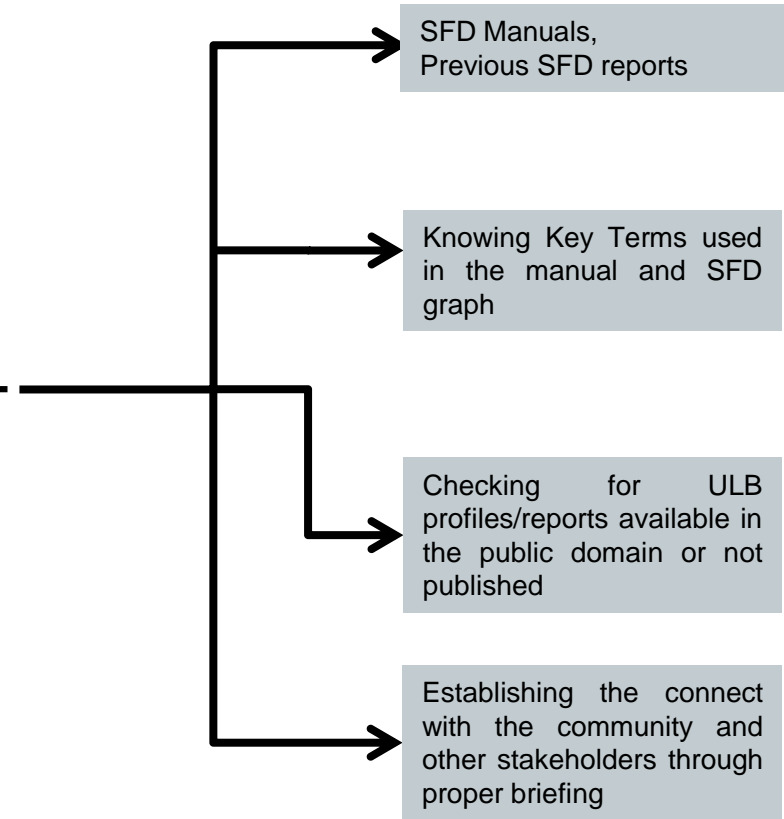 SFD Manuals,
Previous SFD reports
Knowing Key Terms used
in the manual and SFD
graph
Checking for ULB
profiles/reports available in
the public domain or not
published
Establishing the connect
with the community and
other stakeholders through
proper briefing